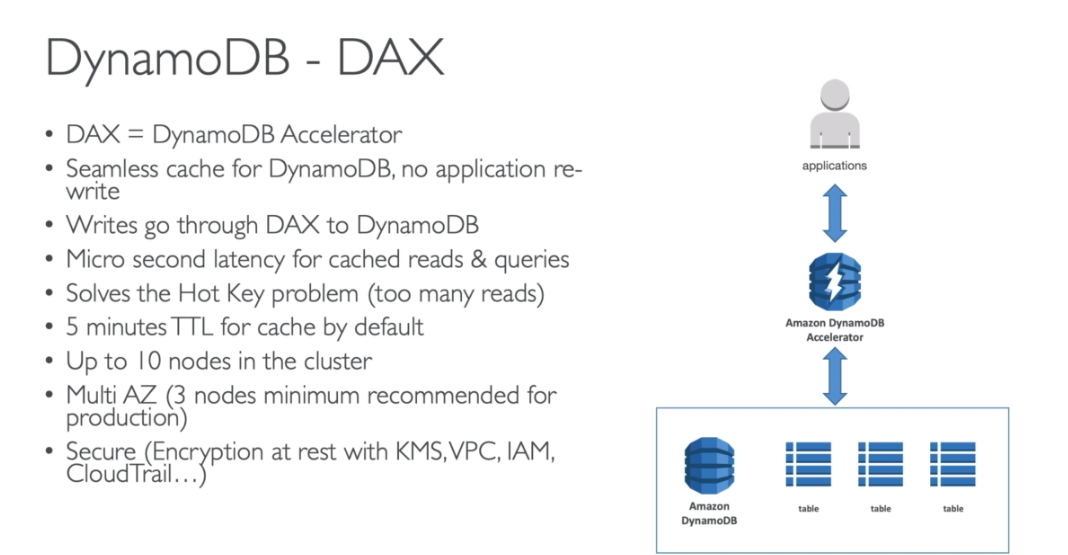 DynamoDB - DAX
• DAX = DynamoDB Accelerator
• Seamless cache for DynamoDB, no application re-
write
• Writes go through DAX to DynamoDB
• Micro second latency for cached reads & queries
• Solves the Hot Key problem (too many reads)
• 5 minutes TTL for cache by default
• Up to 10 nodes in the cluster
• Multi AZ (3 nodes minimum recommended for
production)
• Secure (Encryption at rest with KMS, VPC, IAM,
CloudTrail…)
applications
Amazon DynamoDB
Accelerator
Amazon
DynamoDB
table
table
table